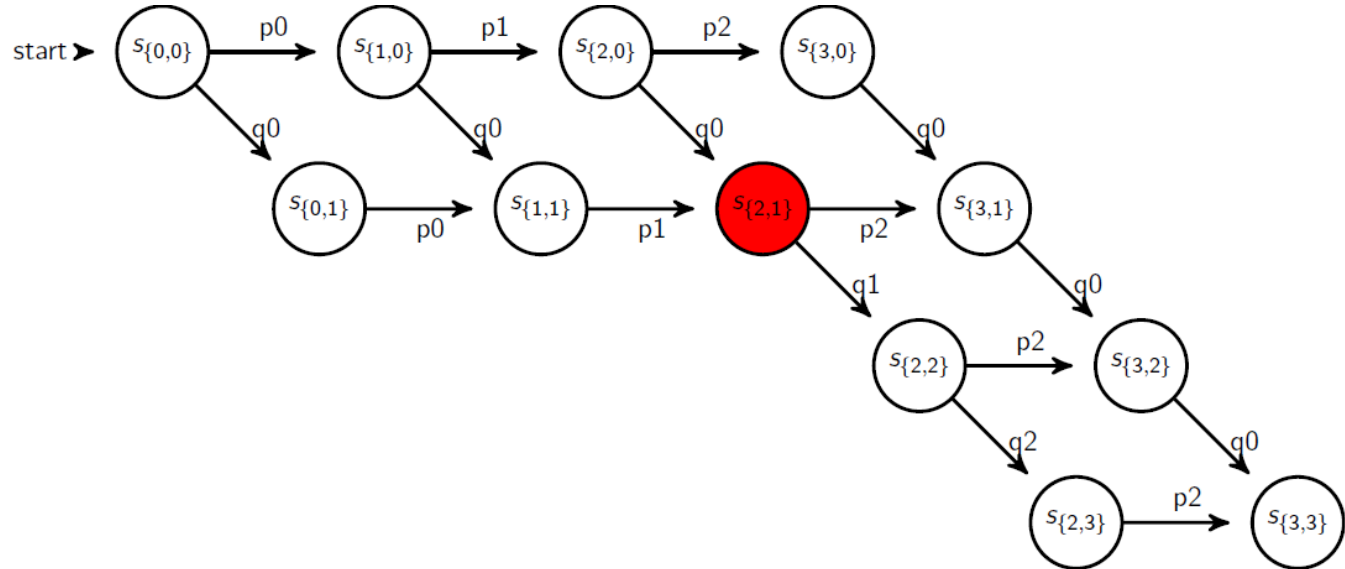 p0 p1 p2
start s{0,0} s{1,0} s{2,0} s{3,0}
q0 q0 q0 q0
s{0,1} s{1,1} s{2,1} s{3,1}
p0 p1 p2
q1 q0
p2
s{2,2} s{3,2}
q2 q0
p2
s{2,3} s{3,3}